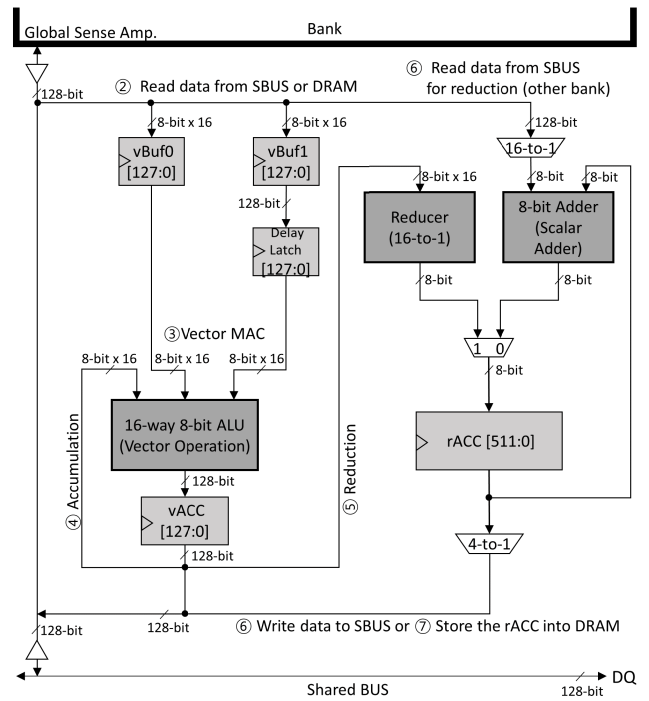 Bank
Global Sense Amp.
⑥ Read data from SBUS
for reduction (other bank)
② Read data from SBUS or DRAM
128-bit
8-bit x 16
8-bit x 16
128-bit
vBuf0
[127:0]
vBuf1
[127:0]
16-to-1
128-bit
8-bit x 16
8-bit
8-bit
Delay
Latch
[127:0]
Reducer
(16-to-1)
8-bit Adder
(Scalar
Adder)
8-bit
8-bit
③Vector MAC
1 0
8-bit x 16
8-bit x 16
8-bit x 16
8-bit
16-way 8-bit ALU
(Vector Operation)
rACC [511:0]
④ Accumulation
⑤ Reduction
128-bit
vACC
[127:0]
4-to-1
128-bit
128-bit
⑥ Write data to SBUS or ⑦ Store the rACC into DRAM
128-bit
DQ
Shared BUS
128-bit